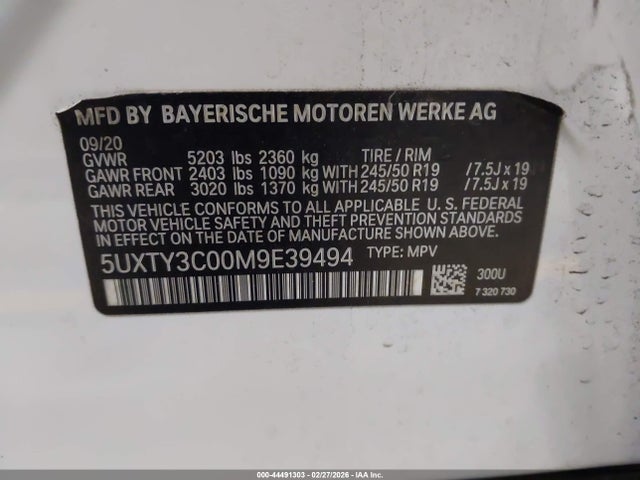 MFD BY BAYERISCHE MOTOREN WERKE AG
09/20
GVWR 5203 lbs 2360 kg TIRE / RIM
GAWR FRONT 2403 lbs 1090 kg WITH 245/50 R19 / 7.5J x 19
GAWR REAR 3020 lbs 1370 kg WITH 245/50 R19 / 7.5J x 19
THIS VEHICLE CONFORMS TO ALL APPLICABLE U. S. FEDERAL
MOTOR VEHICLE SAFETY AND THEFT PREVENTION STANDARDS
IN EFFECT ON THE DATE OF MANUFACTURE SHOWN ABOVE.
5UXTY3C00M9E39494 TYPE: MPV
300U
7 320 730
000-44491303 - 02/27/2026 - IAAI.COM